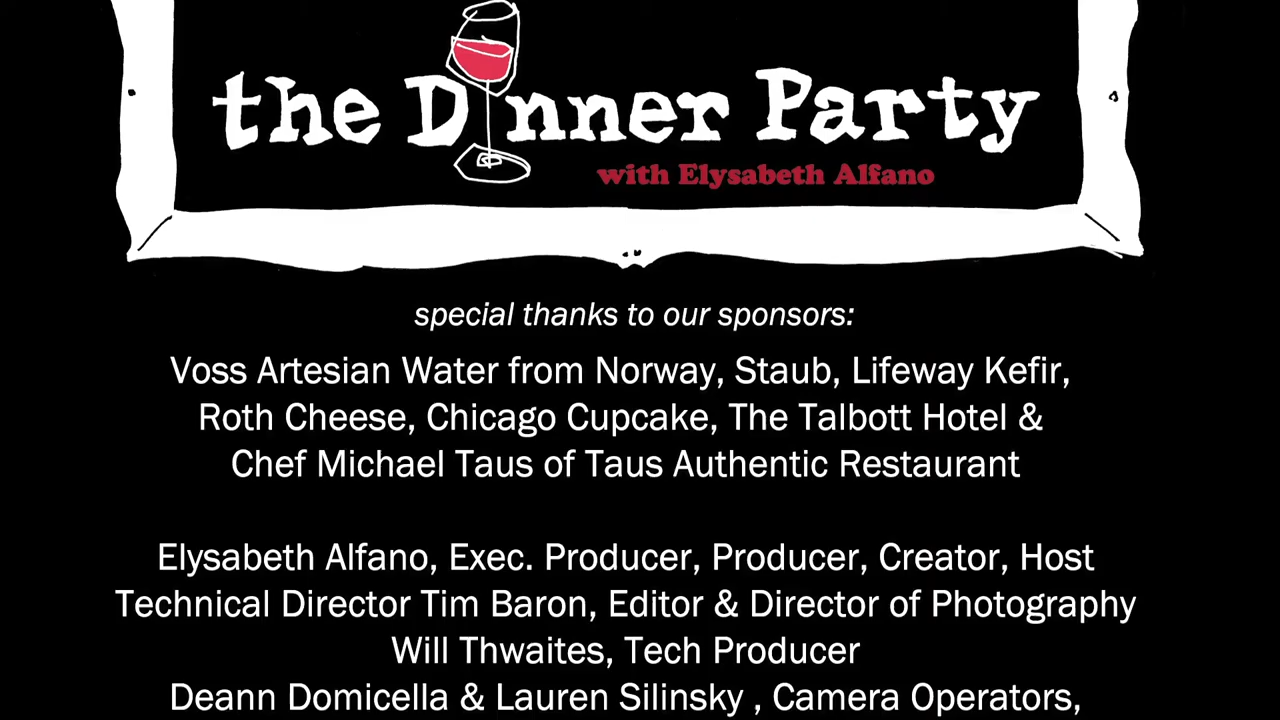 the Dinner Party
with Elysabeth Alfano
special thanks to our sponsors:
Voss Artesian Water from Norway, Staub, Lifeway Kefir,
Roth Cheese, Chicago Cupcake, The Talbott Hotel &
Chef Michael Taus of Taus Authentic Restaurant
Elysabeth Alfano, Exec. Producer, Producer, Creator, Host
Technical Director Tim Baron, Editor & Director of Photography
Will Thwaites, Tech Producer
Deann Domicella & Lauren Silinsky , Camera Operators,